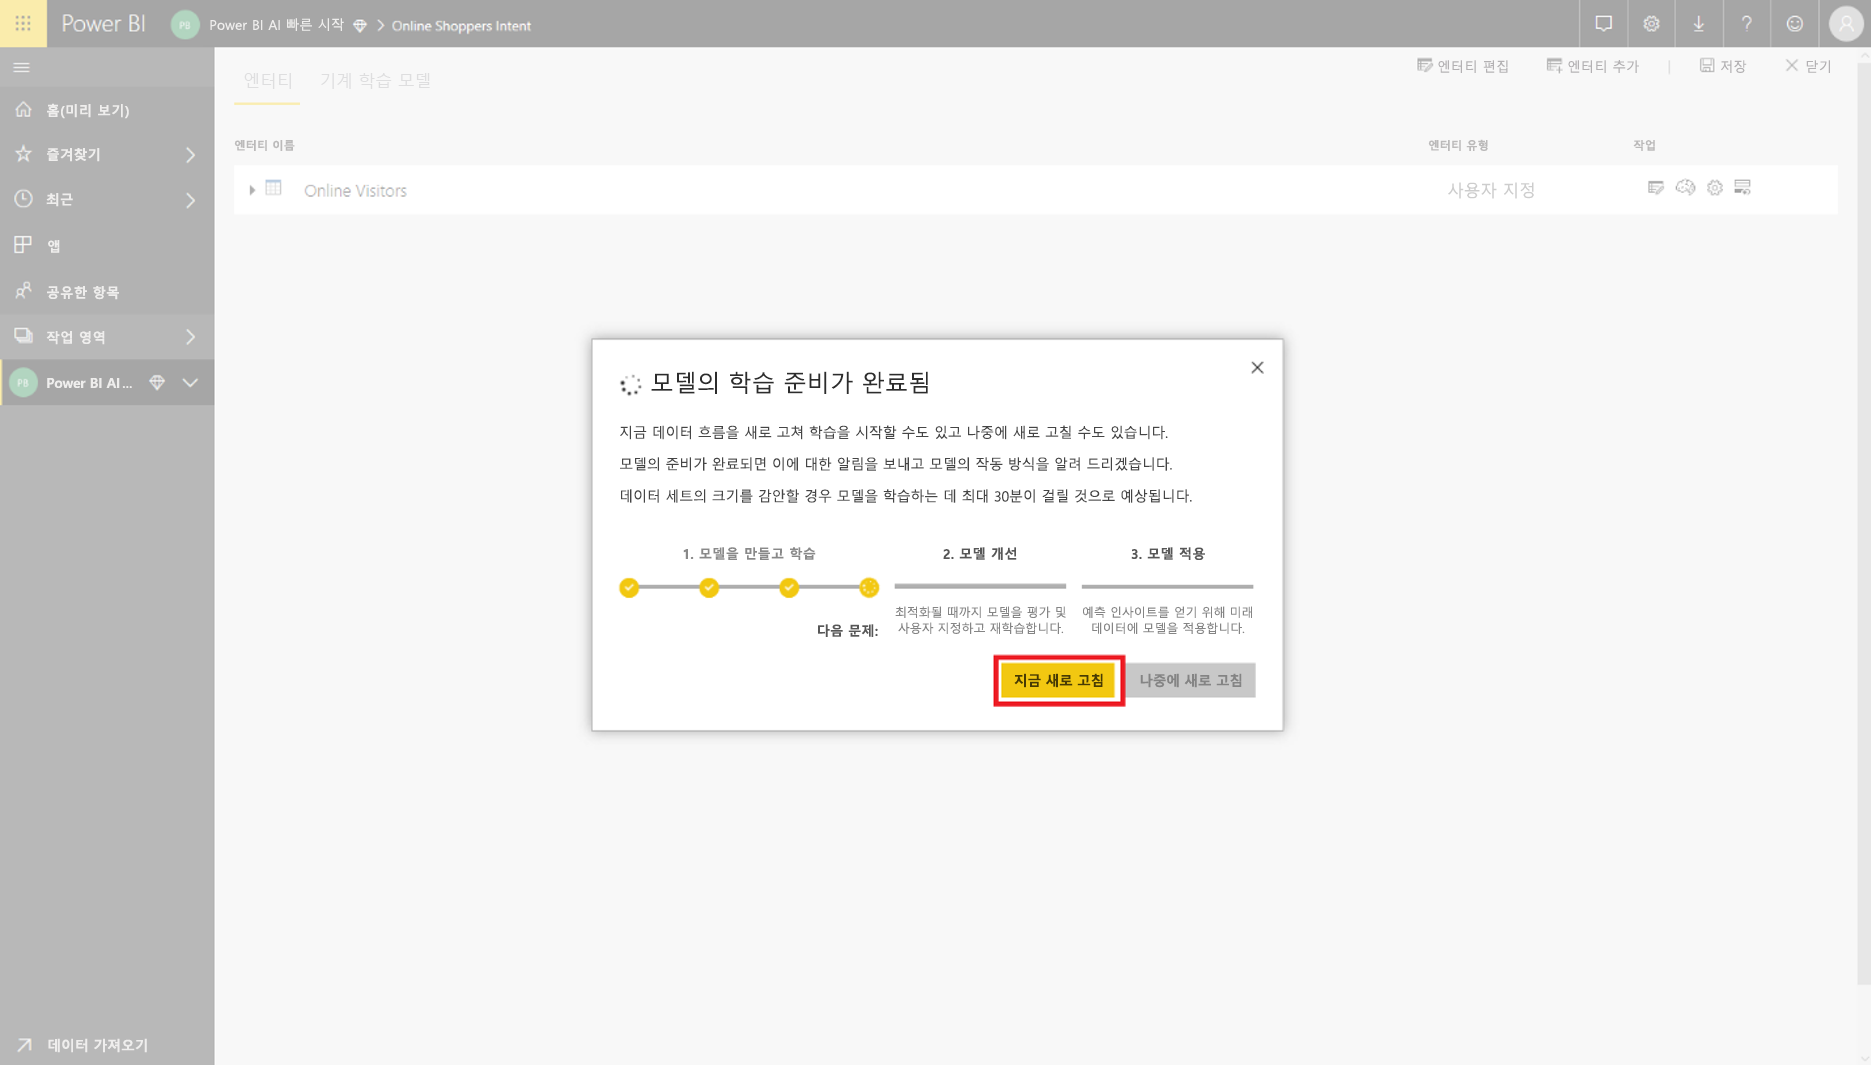 Power BI
PB
Power BI AI 빠른 시작
Online Shoppers Intent
엔터티
기계 학습 모델
엔터티 편집
엔터티 추가
저장
닫기
홈(미리 보기)
즐겨찾기
최근
앱
공유한 항목
작업 영역
PB
Power BI AI...
엔터티 이름
엔터티 유형
작업
Online Visitors
사용자 지정
모델의 학습 준비가 완료됨
지금 데이터 흐름을 새로 고쳐 학습을 시작할 수도 있고 나중에 새로 고칠 수도 있습니다.
모델의 준비가 완료되면 이에 대한 알림을 보내고 모델의 작동 방식을 알려 드리겠습니다.
데이터 세트의 크기를 감안할 경우 모델을 학습하는 데 최대 30분이 걸릴 것으로 예상됩니다.
1. 모델을 만들고 학습
2. 모델 개선
3. 모델 적용
다음 문제:
최적화될 때까지 모델을 평가 및
사용자 지정하고 재학습합니다.
예측 인사이트를 얻기 위해 미래
데이터에 모델을 적용합니다.
지금 새로 고침
나중에 새로 고침
데이터 가져오기